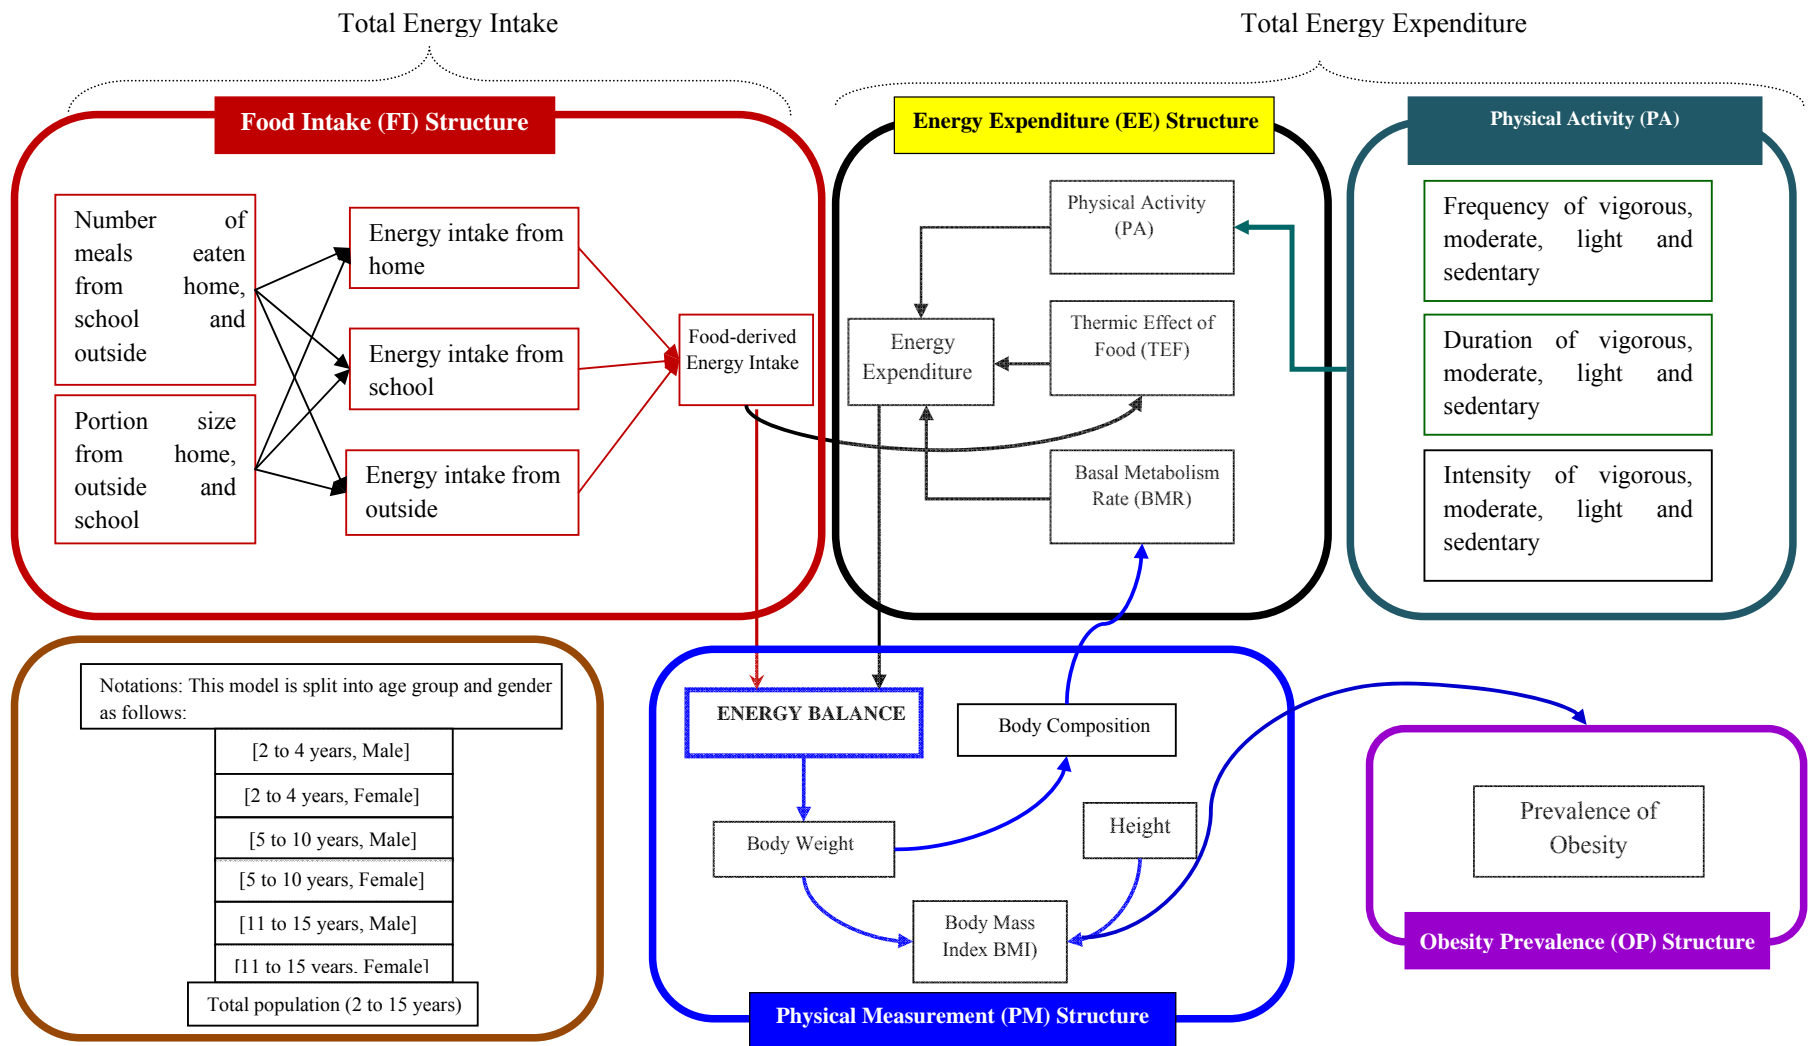 Total Energy Intake
Total Energy Expenditure
Food Intake (FI) Structure
Energy Expenditure (EE) Structure
Physical Activity (PA)
Number of
meals eaten
from home,
school and
outside
Portion size
from home,
outside and
school
Energy intake from
home
Energy intake from
school
Energy intake from
outside
Food-derived
Energy Intake
Energy
Expenditure
Physical Activity
(PA)
Thermic Effect of
Food (TEF)
Basal Metabolism
Rate (BMR)
Frequency of vigorous,
moderate, light and
sedentary
Duration of vigorous,
moderate, light and
sedentary
Intensity of vigorous,
moderate, light and
sedentary
Notations: This model is split into age group and gender
as follows:
[2 to 4 years, Male]
[2 to 4 years, Female]
[5 to 10 years, Male]
[5 to 10 years, Female]
[11 to 15 years, Male]
[11 to 15 years, Female]
Total population (2 to 15 years)
ENERGY BALANCE
Body Composition
Body Weight
Height
Body Mass
Index BMI)
Physical Measurement (PM) Structure
Prevalence of
Obesity
Obesity Prevalence (OP) Structure